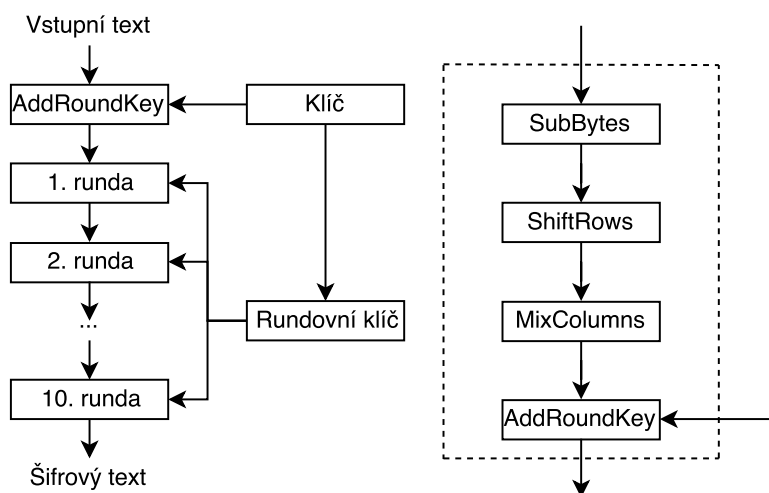 Vstupní text
AddRoundKey
Klíč
1. runda
2. runda
...
Rundovní klíč
10. runda
Šifrový text
SubBytes
ShiftRows
MixColumns
AddRoundKey